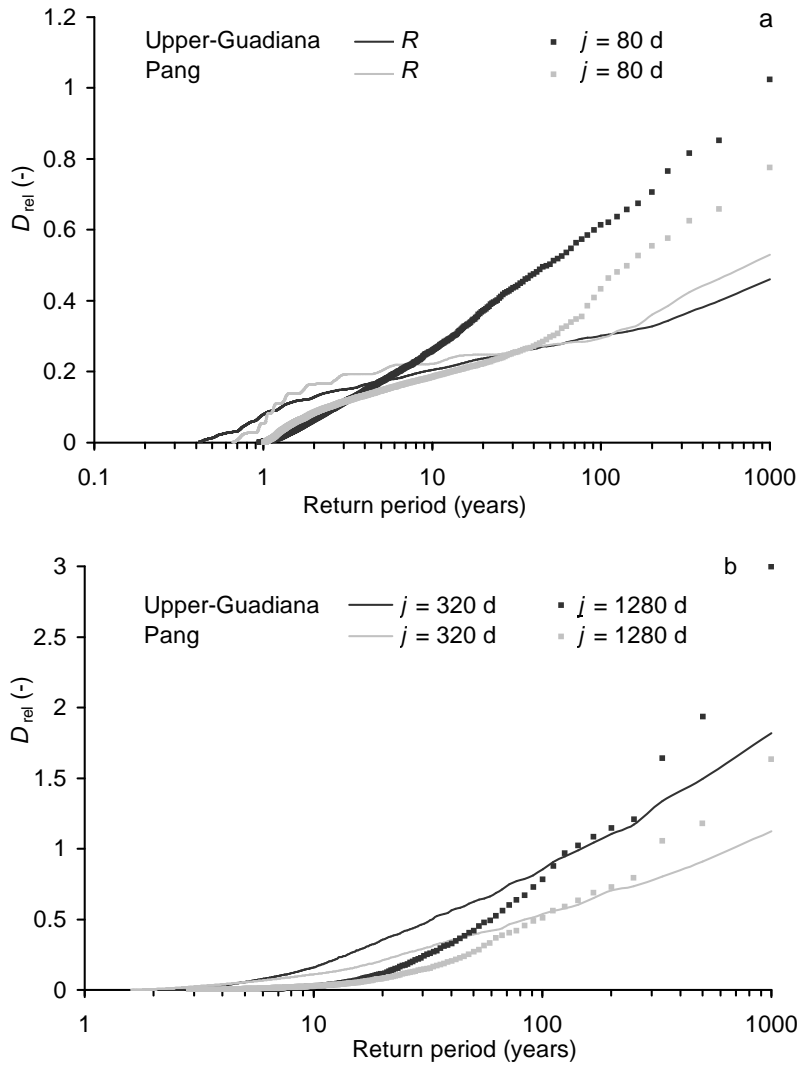 1.2
a
Upper-Guadiana R j = 80 d
Pang R j = 80 d
1
0.8
0.6
0.4
0.2
0
D rel (-)
0.1 1 10 100 1000
Return period (years)
3
b
Upper-Guadiana j = 320 d j = 1280 d
Pang j = 320 d j = 1280 d
2.5
2
1.5
1
0.5
0
D rel (-)
1 10 100 1000
Return period (years)